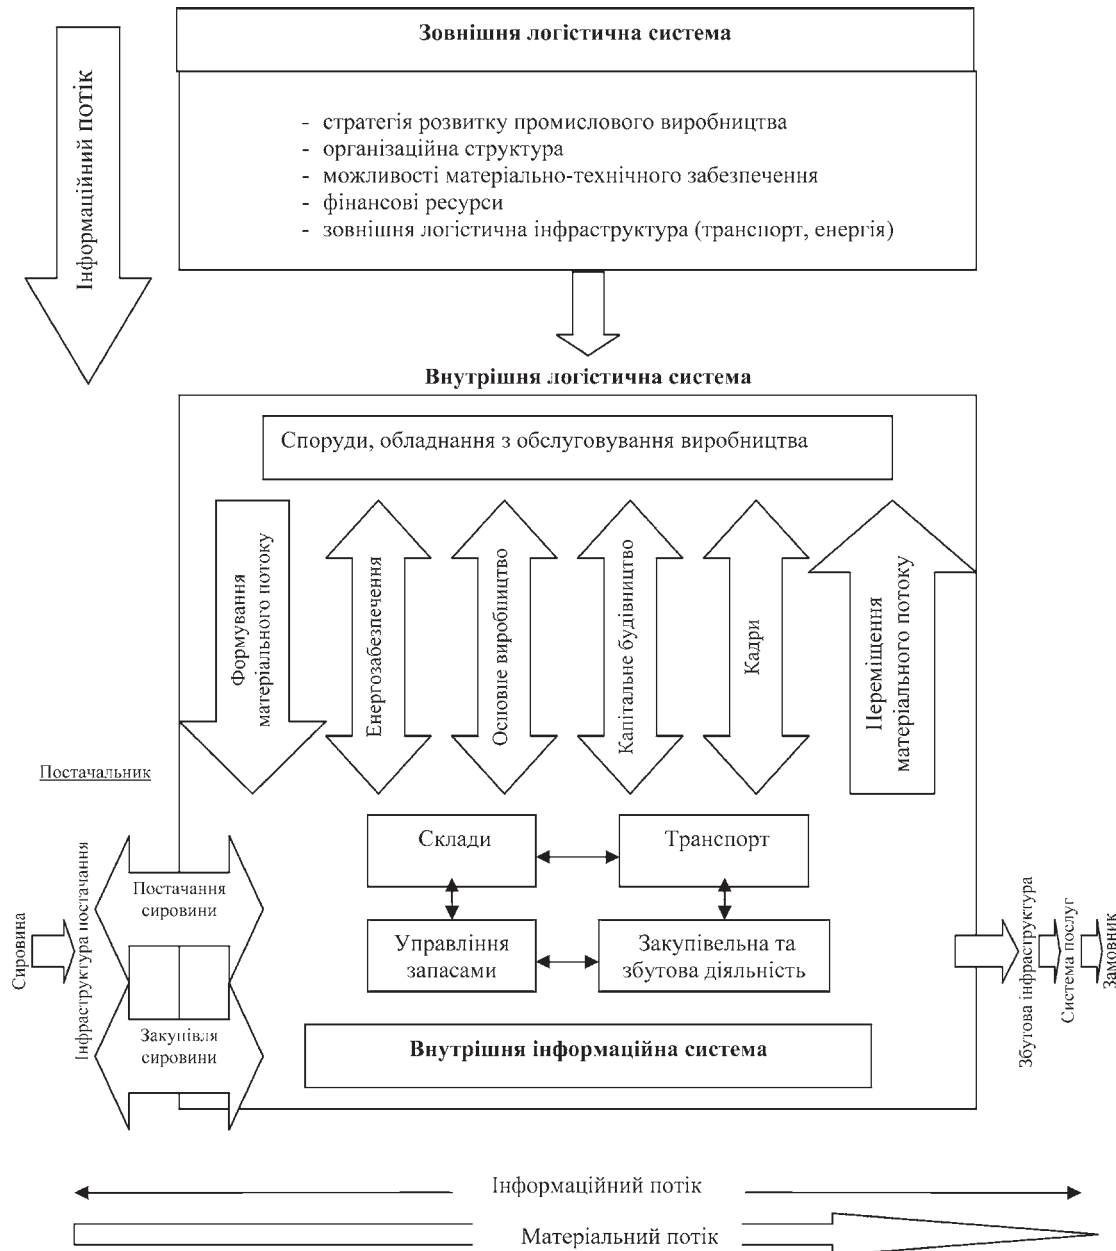 Зовнішня логістична система
Інформаційний потік
- стратегія розвитку промислового виробництва
- організаційна структура
- можливості матеріально-технічного забезпечення
- фінансові ресурси
- зовнішня логістична інфраструктура (транспорт, енергія)
Внутрішня логістична система
Споруди, обладнання з обслуговування виробництва
Формування
матеріального потоку
Енергозабезпечення
Основне виробництво
Капітальне будівництво
Кадри
Переміщення
матеріального потоку
Постачальник
Склади
Транспорт
Управління
запасами
Закупівельна та
збутова діяльність
Сировина
Інфраструктура постачання
Постачання
сировини
Закупівля
сировини
Збутова інфраструктура
Система послуг
Замовник
Внутрішня інформаційна система
Інформаційний потік
Матеріальний потік